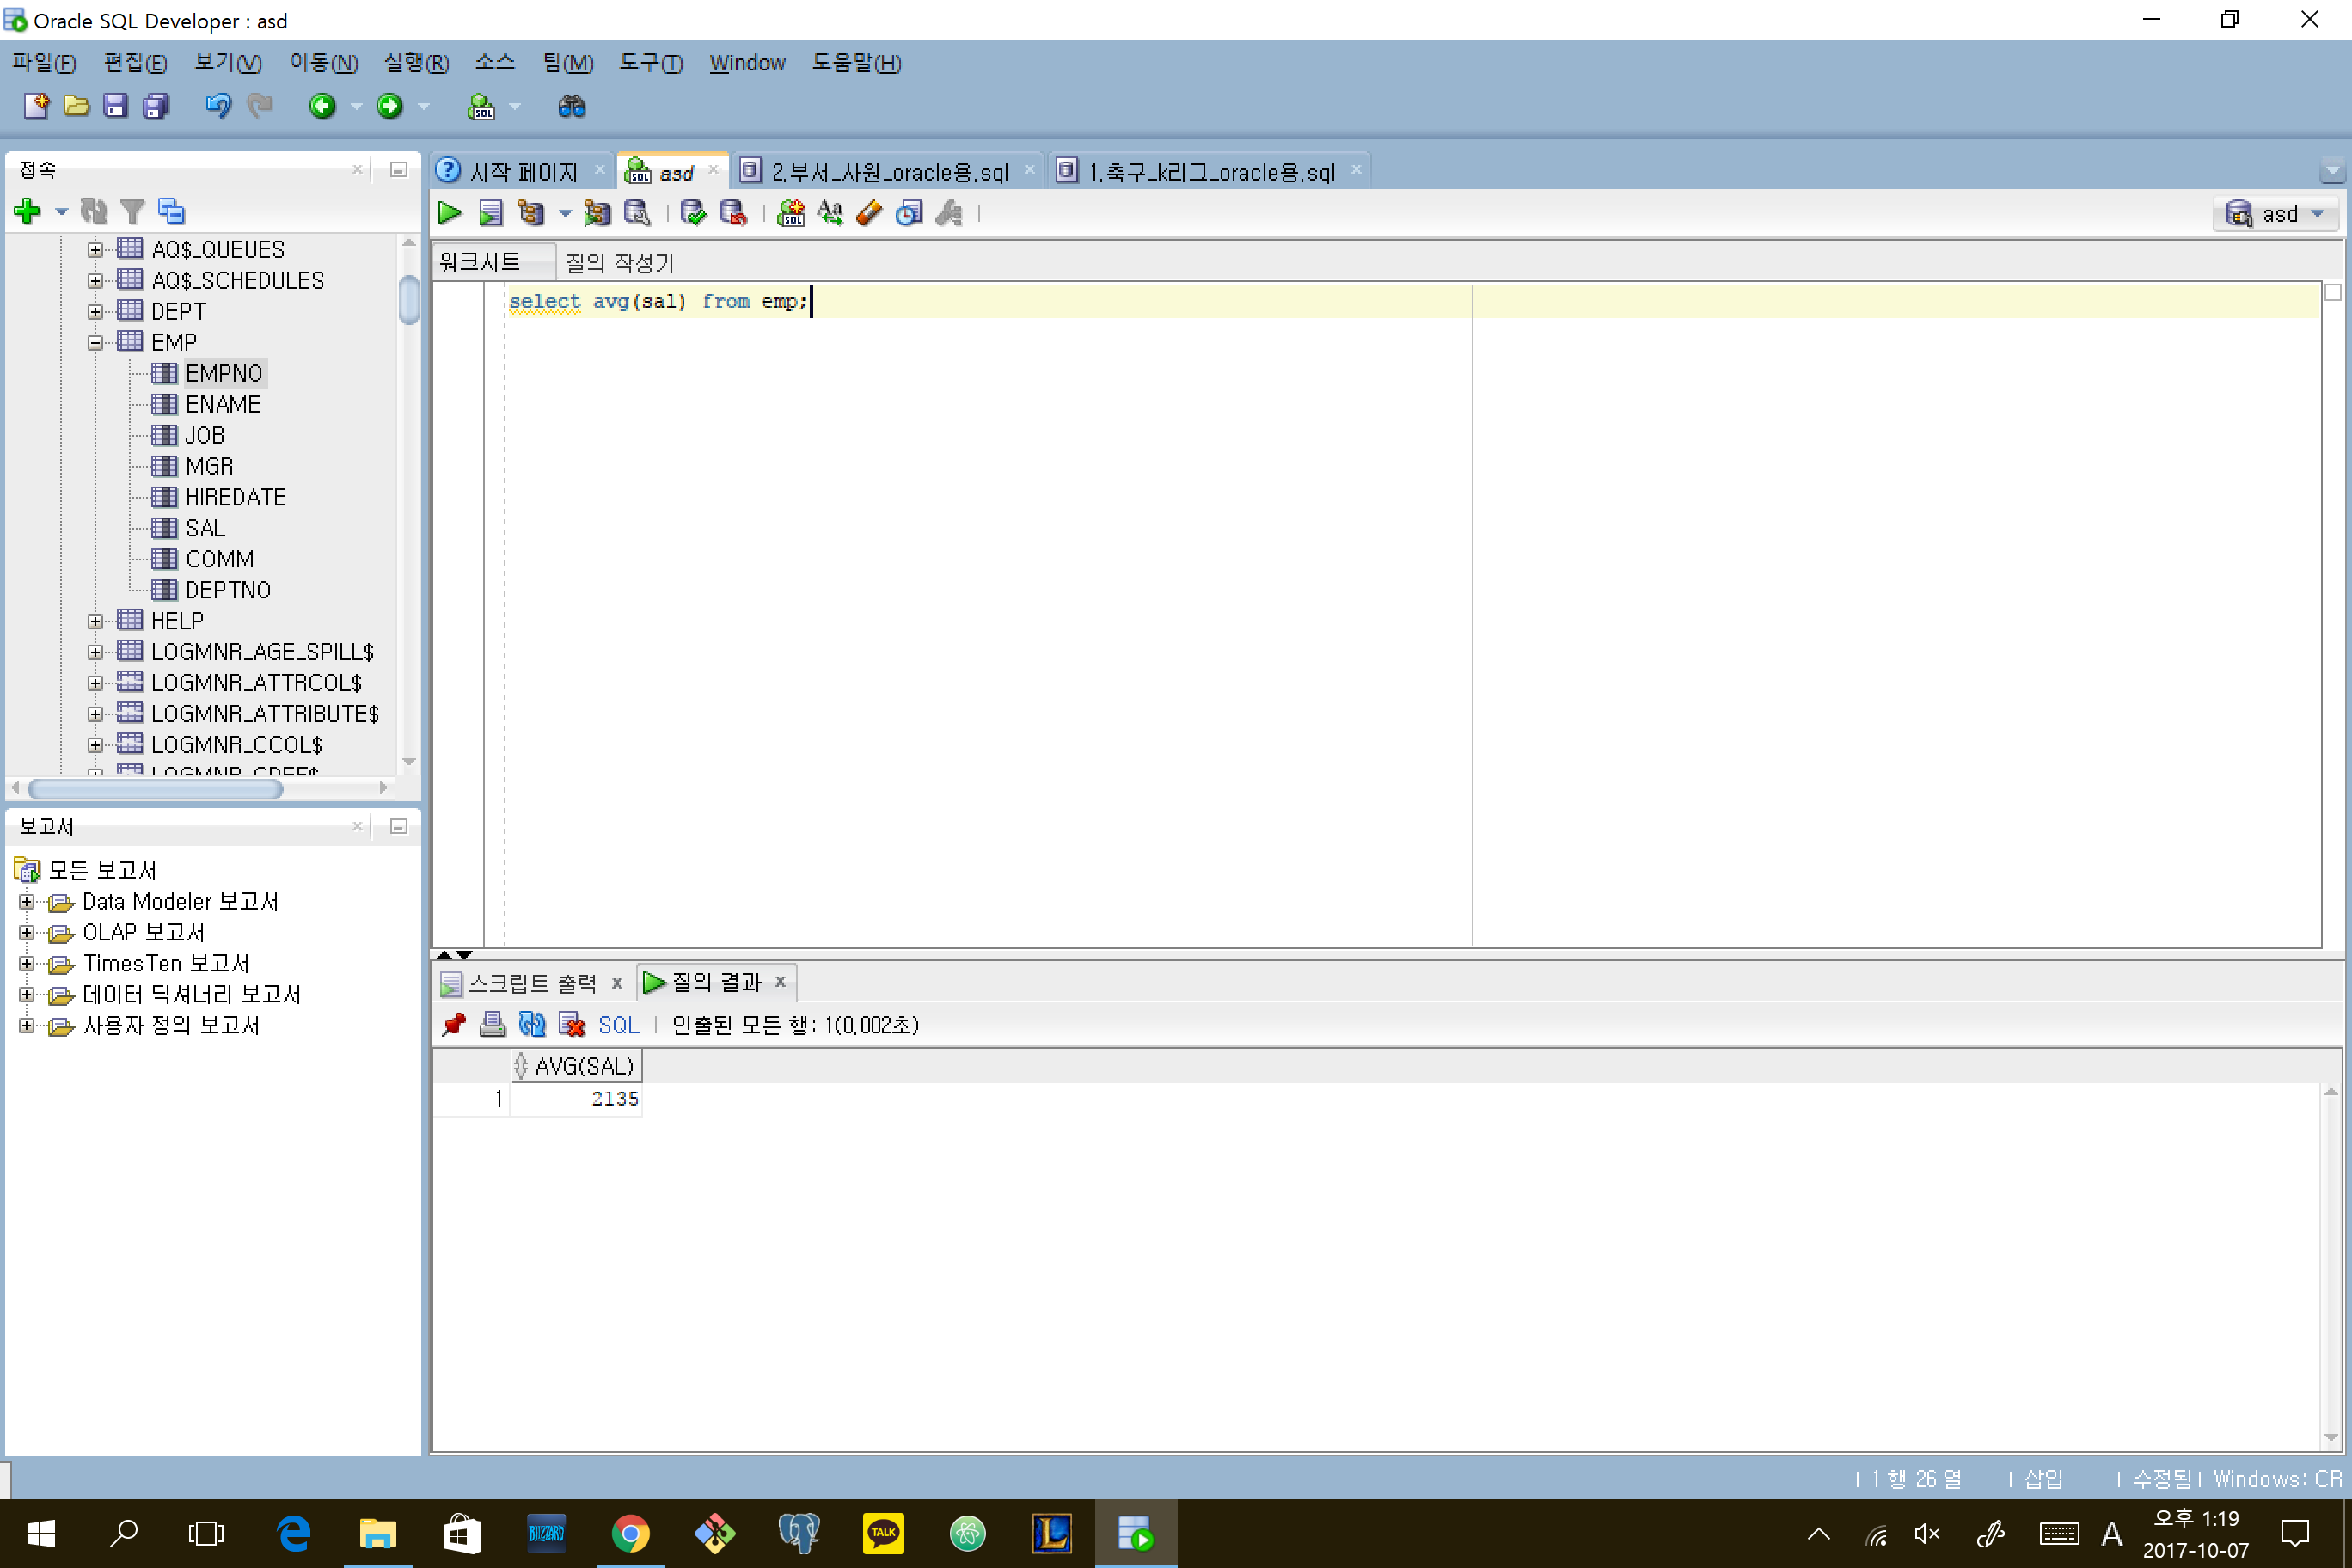 Oracle SQL Developer : asd
파일(F) 편집(E) 보기(V) 이동(N) 실행(R) 소스 팀(M) 도구(T) Window 도움말(H)
접속
AQ$_QUEUES
AQ$_SCHEDULES
DEPT
EMP
EMPNO
ENAME
JOB
MGR
HIREDATE
SAL
COMM
DEPTNO
HELP
LOGMNR_AGE_SPILL$
LOGMNR_ATTRCOL$
LOGMNR_ATTRIBUTE$
LOGMNR_CCOL$
LOGMNR_CDEF$
보고서
모든 보고서
Data Modeler 보고서
OLAP 보고서
TimesTen 보고서
데이터 딕셔너리 보고서
사용자 정의 보고서
시작 페이지 asd 2.부서_사원_oracle용.sql 1.축구_k리그_oracle용.sql
asd
워크시트 질의 작성기
select avg(sal) from emp;
스크립트 출력 질의 결과
SQL 인출된 모든 행: 1(0.002초)
AVG(SAL)
1 2135
1 행 26 열 삽입 수정됨 Windows: CR
BLIZZARD
TALK
L
A
오후 1:19
2017-10-07